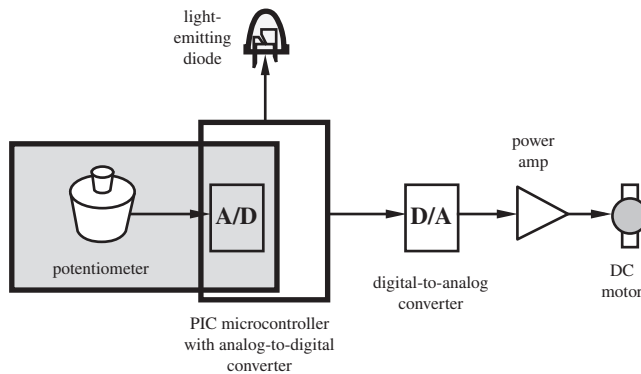 light-
emitting
diode
power
amp
A/D
D/A
potentiometer
digital-to-analog
converter
DC
motor
PIC microcontroller
with analog-to-digital
converter